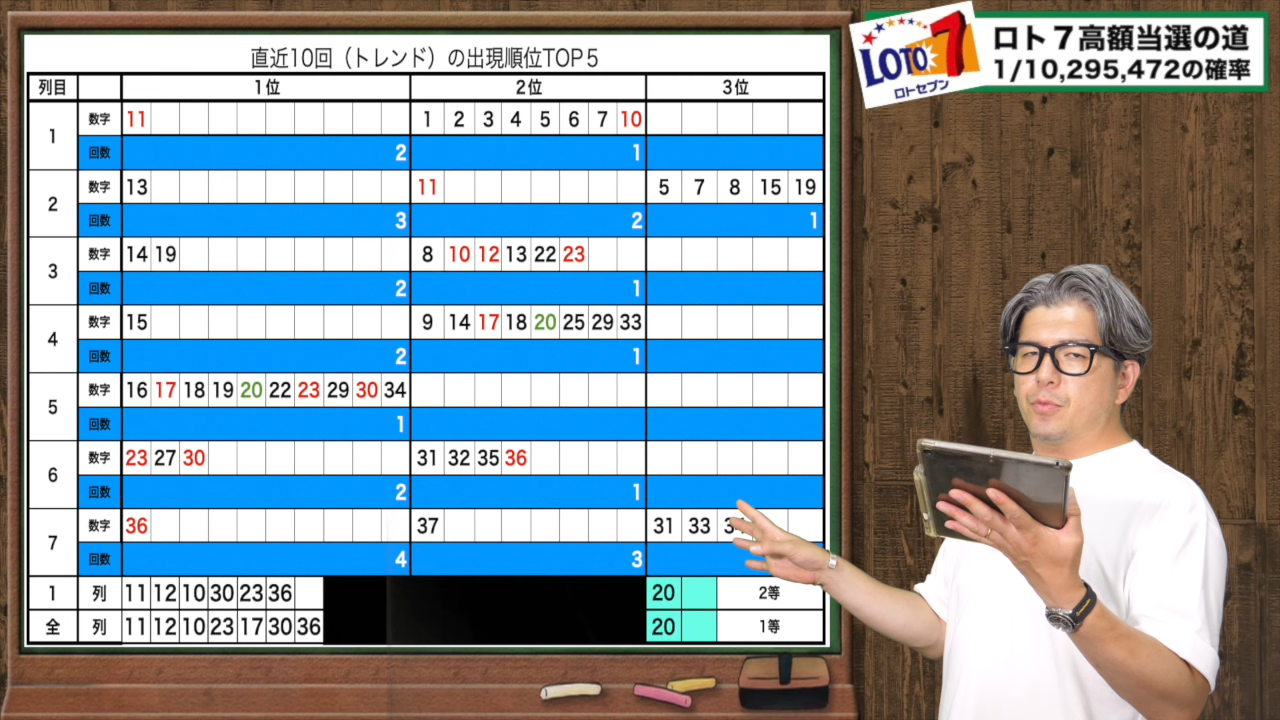 直近10回（トレンド）の出現順位TOP５
列目 1位 2位 3位
1 数字 11 1 2 3 4 5 6 7 10
回数 2 1
2 数字 13 11 5 7 8 15 19
回数 3 2 1
3 数字 14 19 8 10 12 13 22 23
回数 2 1
4 数字 15 9 14 17 18 20 25 29 33
回数 2 1
5 数字 16 17 18 19 20 22 23 29 30 34
回数 1
6 数字 23 27 30 31 32 35 36
回数 2 1
7 数字 36 37 31 33
回数 4 3
1 列 11 12 10 30 23 36 20 2等
全 列 11 12 10 23 17 30 36 20 1等
LOTO 7
ロトセブン
ロト７高額当選の道
1/10,295,472の確率